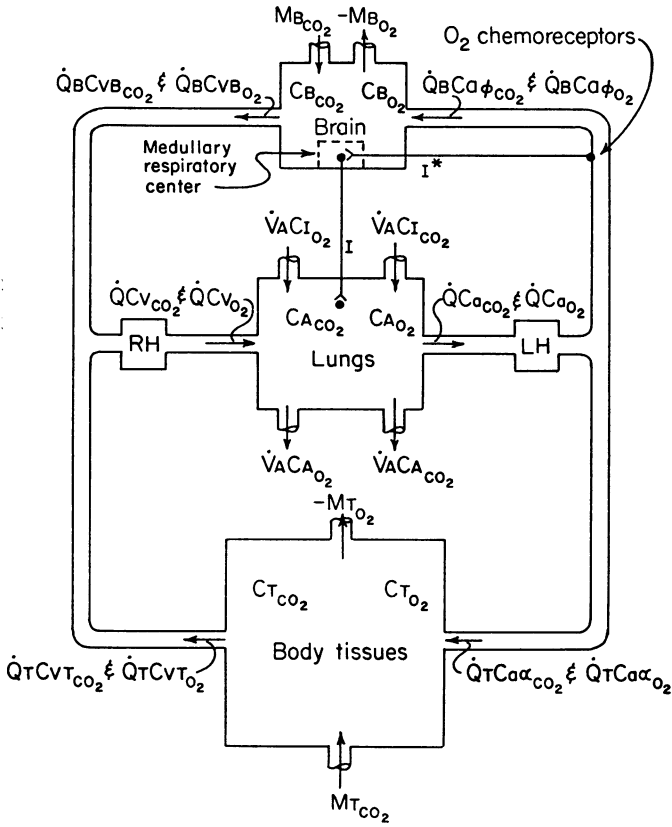 MBCO2 -MBO2
O2 chemoreceptors
Q̇BCVBCO2 & Q̇BCVBO2
CBCO2 CBO2
Q̇BCaϕCO2 & Q̇BCaϕO2
Brain
Medullary
respiratory
center
I*
V̇ACIO2 I V̇ACICO2
Q̇CVCO2 & Q̇CVO2
CACO2 CAO2
Q̇CaCO2 & Q̇CaO2
RH Lungs LH
V̇ACAO2 V̇ACACO2
-MTO2
CTCO2 CTO2
Body tissues
Q̇TCVTCO2 & Q̇TCVTO2
Q̇TCaαCO2 & Q̇TCaαO2
MTCO2